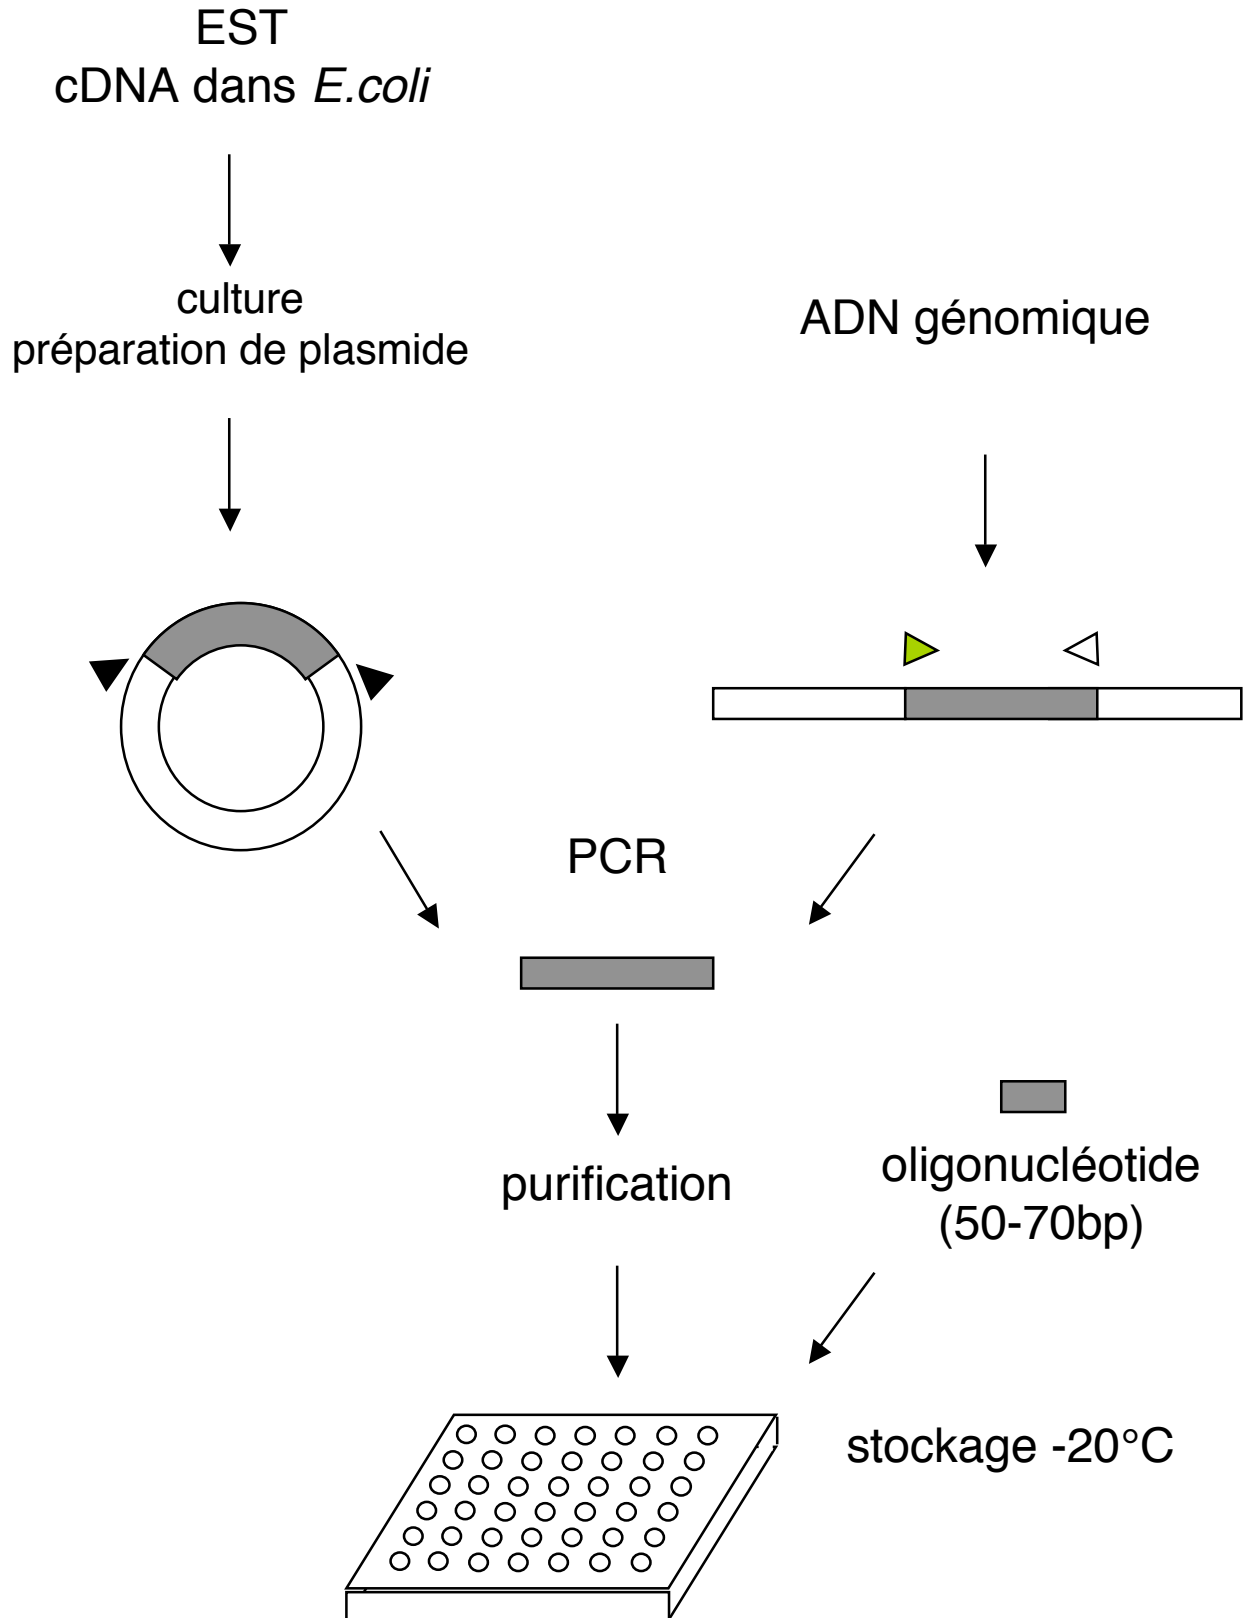 EST
cDNA dans E.coli
culture
préparation de plasmide
ADN génomique
PCR
purification
oligonucléotide
(50-70bp)
stockage -20°C